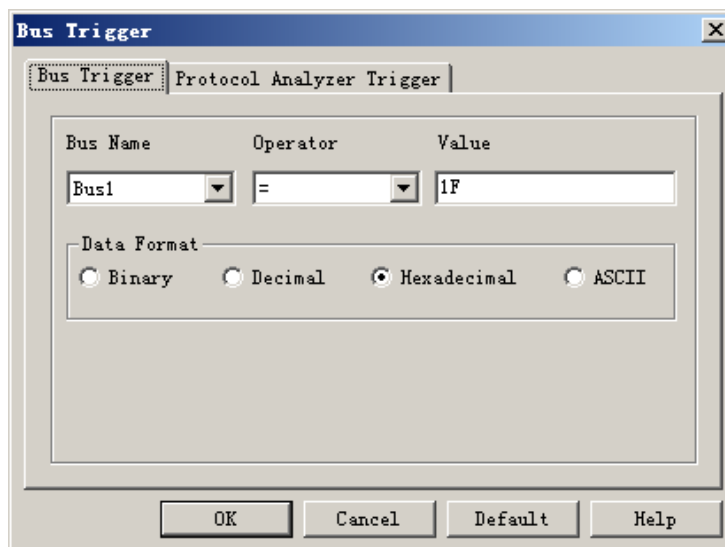 Bus Trigger
Bus Trigger Protocol Analyzer Trigger
Bus Name Operator Value
Bus1 = 1F
Data Format
Binary Decimal Hexadecimal ASCII
OK Cancel Default Help